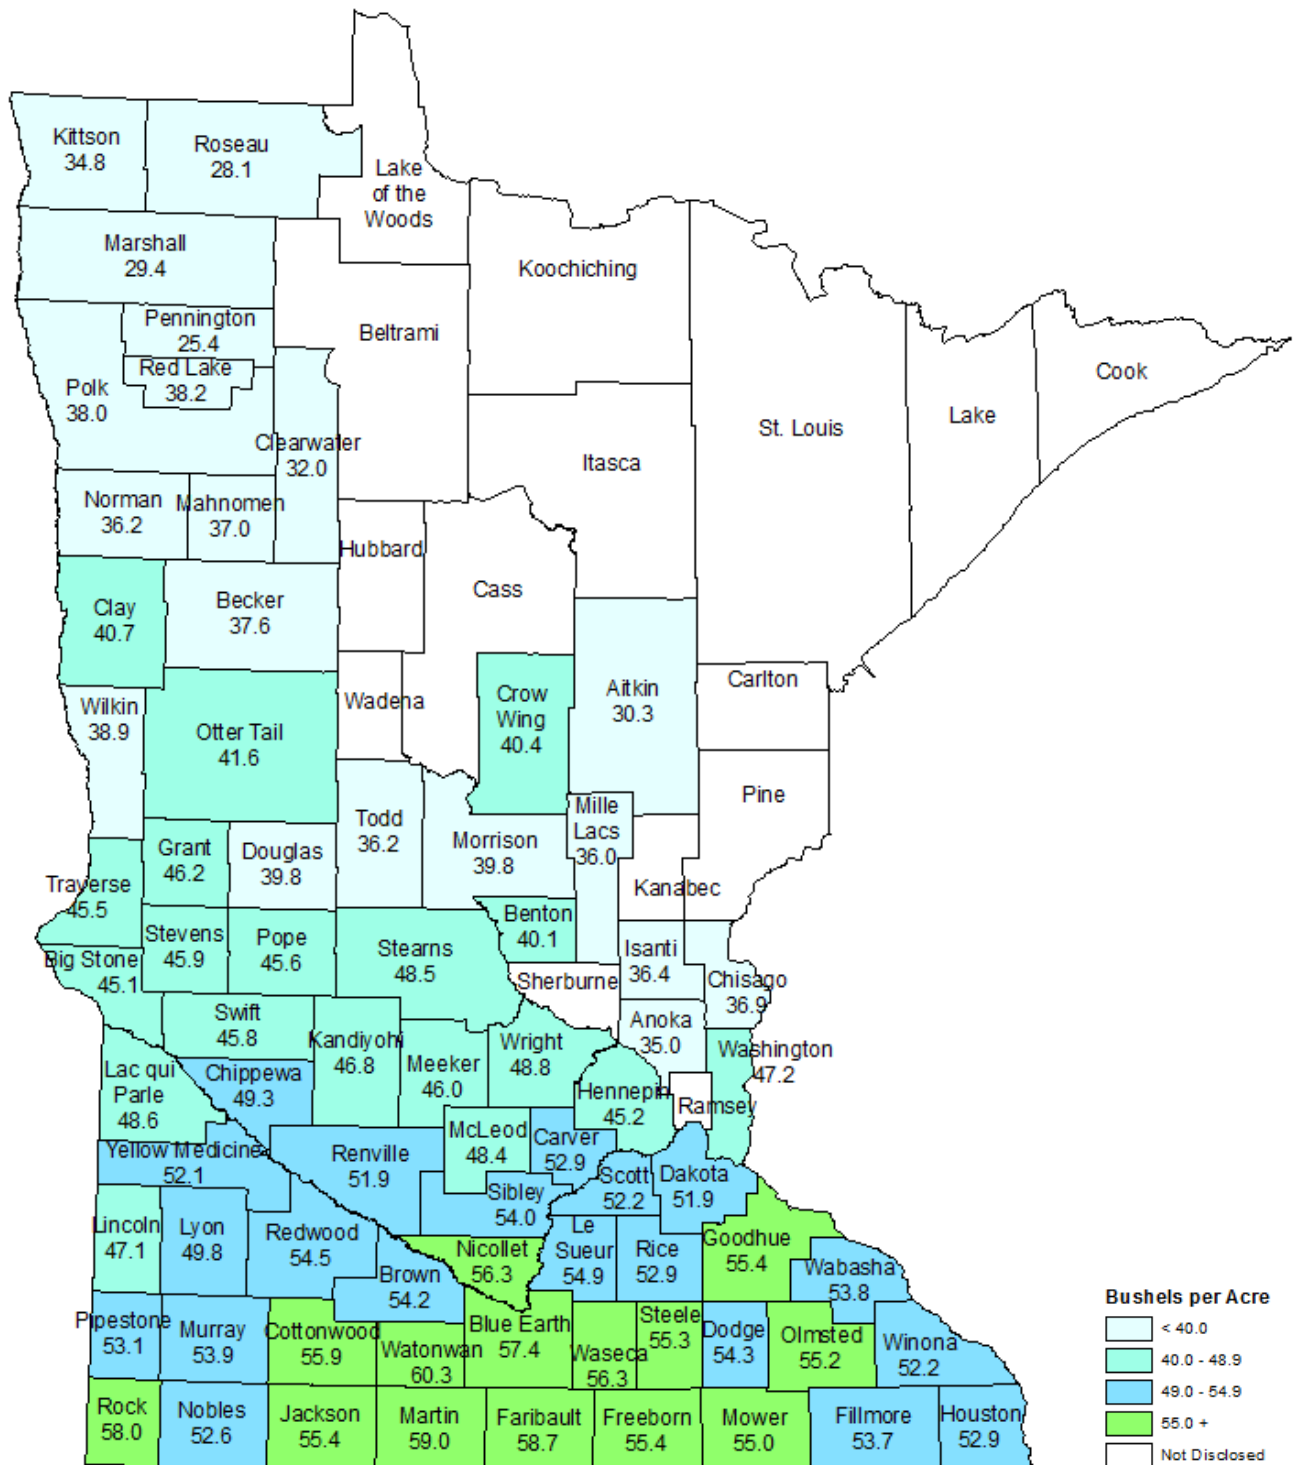 Kittson
34.8
Roseau
28.1
Lake
of the
Woods
Marshall
29.4
Koochiching
Pennington
25.4
Beltrami
Red Lake
38.2
Polk
38.0
Cook
Lake
St. Louis
Clearwater
32.0
Itasca
Norman
36.2
Mahnomen
37.0
Hubbard
Cass
Clay
40.7
Becker
37.6
Wilkin
38.9
Otter Tail
41.6
Wadena
Crow
Wing
40.4
Aitkin
30.3
Carlton
Pine
Todd
36.2
Mille
Lacs
36.0
Morrison
39.8
Grant
46.2
Douglas
39.8
Kanabec
Traverse
45.5
Benton
40.1
Stevens
45.9
Pope
45.6
Stearns
48.5
Isanti
36.4
Big Stone
45.1
Sherburne
Chisago
36.9
Swift
45.8
Kandiyohi
46.8
Anoka
35.0
Wright
48.8
Washington
47.2
Meeker
46.0
Lac qui
Parle
48.6
Chippewa
49.3
Hennepin
45.2
Ramsey
McLeod
48.4
Carver
52.9
Yellow Medicine
52.1
Renville
51.9
Scott
52.2
Dakota
51.9
Sibley
54.0
Lincoln
47.1
Lyon
49.8
Redwood
54.5
Le
Sueur
54.9
Rice
52.9
Goodhue
55.4
Nicollet
56.3
Wabasha
53.8
Brown
54.2
Pipestone
53.1
Murray
53.9
Cottonwood
55.9
Watonwan
60.3
Blue Earth
57.4
Waseca
56.3
Steele
55.3
Dodge
54.3
Olmsted
55.2
Winona
52.2
Rock
58.0
Nobles
52.6
Jackson
55.4
Martin
59.0
Faribault
58.7
Freeborn
55.4
Mower
55.0
Fillmore
53.7
Houston
52.9
Bushels per Acre
< 40.0
40.0 - 48.9
49.0 - 54.9
55.0 +
Not Disclosed